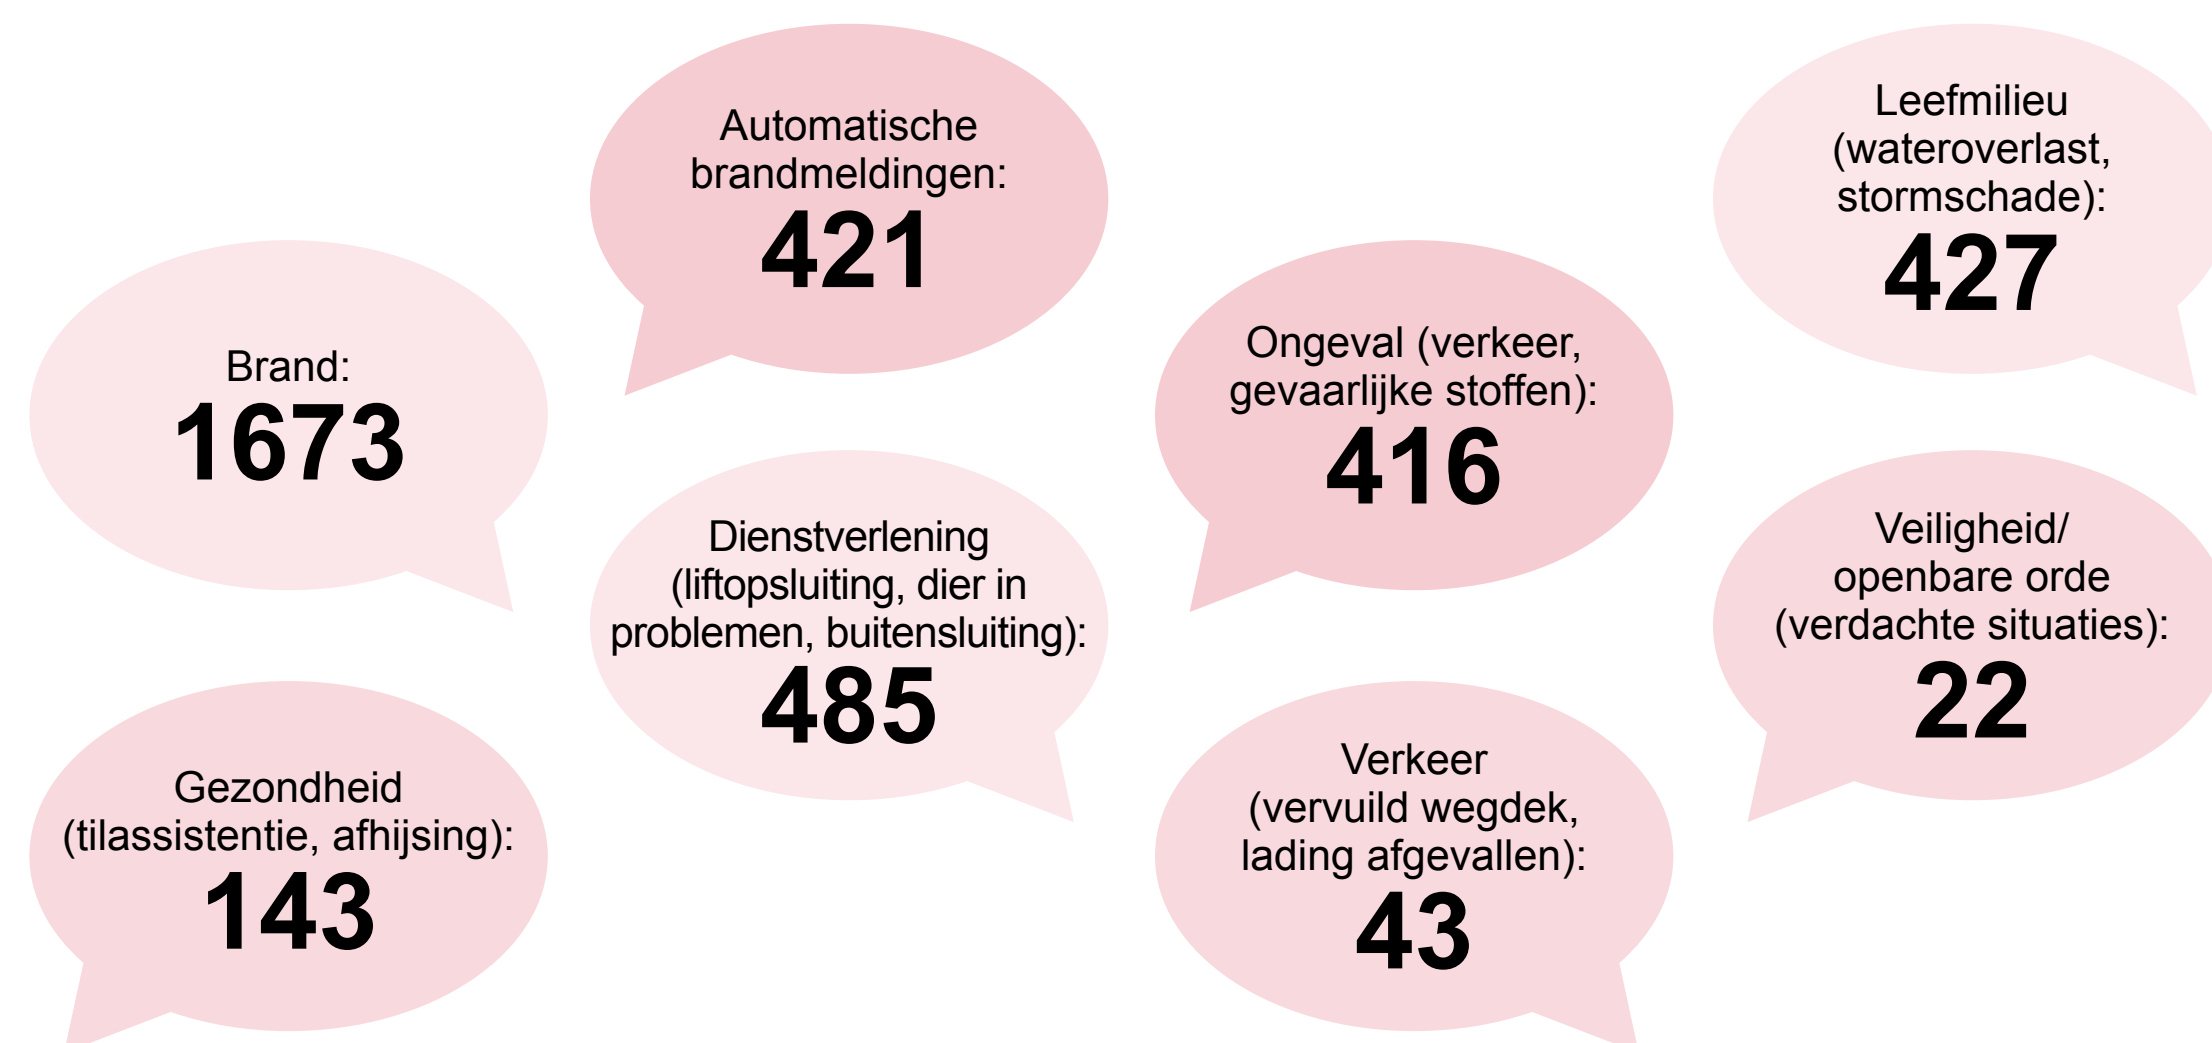 Brand:
1673
Automatische
brandmeldingen:
421
Ongeval (verkeer,
gevaarlijke stoffen):
416
Leefmilieu
(wateroverlast,
stormschade):
427
Gezondheid
(tilassistentie, afhijsing):
143
Dienstverlening
(liftopsluiting, dier in
problemen, buitensluiting):
485
Verkeer
(vervuild wegdek,
lading afgevallen):
43
Veiligheid/
openbare orde
(verdachte situaties):
22